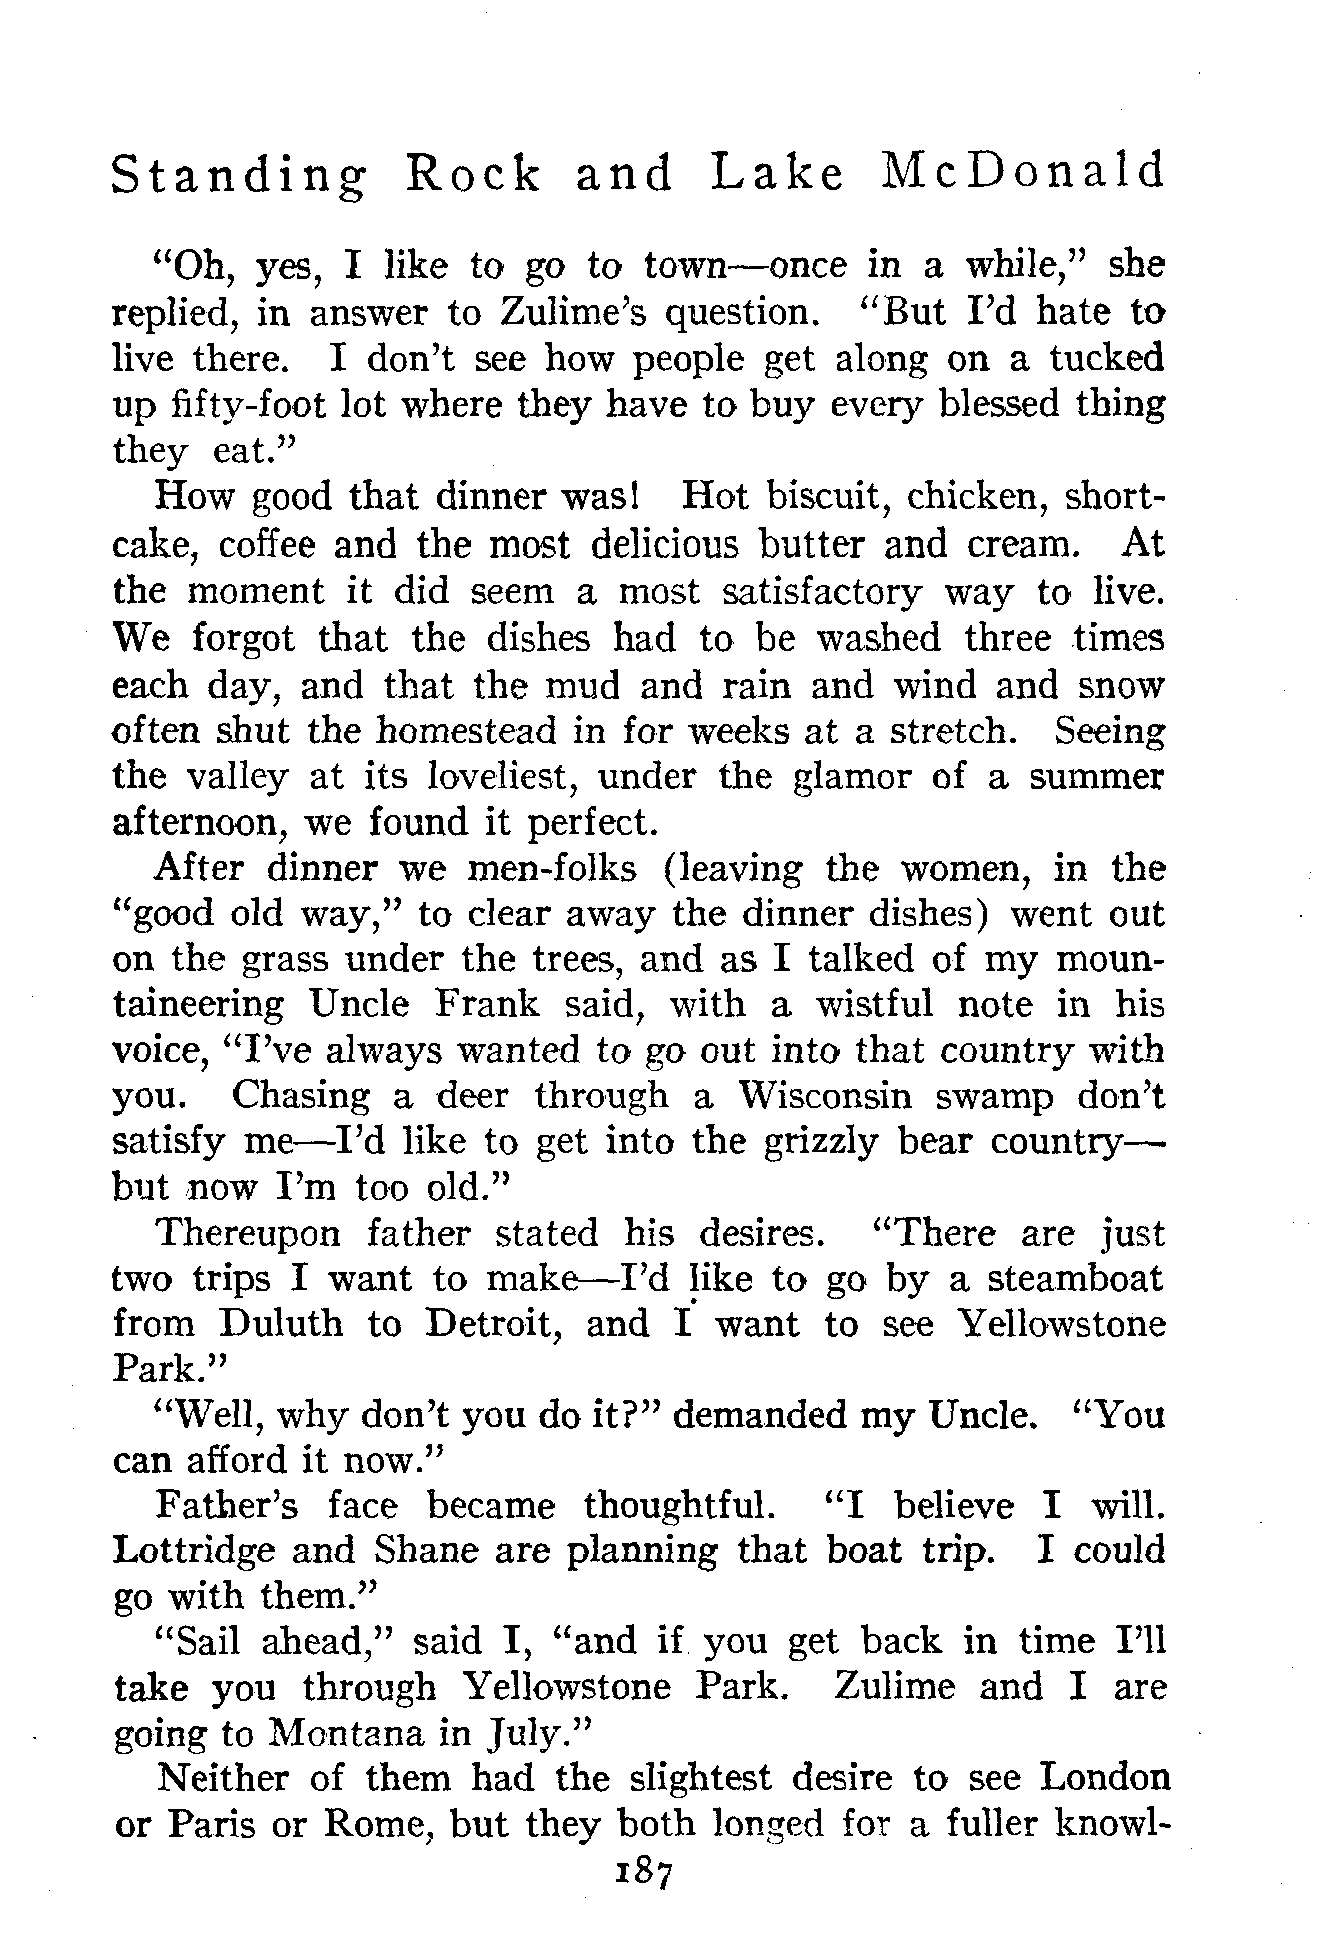 Standing Rock and Lake McDonald
“Oh, yes, I like to go to town—once in a while,” she
replied, in answer to Zulime’s question. “But I’d hate to
live there. I don’t see how people get along on a tucked
up fifty-foot lot where they have to buy every blessed thing
they eat.”
How good that dinner was! Hot biscuit, chicken, short-
cake, coffee and the most delicious butter and cream. At
the moment it did seem a most satisfactory way to live.
We forgot that the dishes had to be washed three times
each day, and that the mud and rain and wind and snow
often shut the homestead in for weeks at a stretch. Seeing
the valley at its loveliest, under the glamor of a summer
afternoon, we found it perfect.
After dinner we men-folks (leaving the women, in the
“good old way,” to clear away the dinner dishes) went out
on the grass under the trees, and as I talked of my moun-
taineering Uncle Frank said, with a wistful note in his
voice, “I’ve always wanted to go out into that country with
you. Chasing a deer through a Wisconsin swamp don’t
satisfy me—I’d like to get into the grizzly bear country—
but now I’m too old.”
Thereupon father stated his desires. “There are just
two trips I want to make—I’d like to go by a steamboat
from Duluth to Detroit, and I want to see Yellowstone
Park.”
“Well, why don’t you do it?” demanded my Uncle. “You
can afford it now.”
Father’s face became thoughtful. “I believe I will.
Lottridge and Shane are planning that boat trip. I could
go with them.”
“Sail ahead,” said I, “and if you get back in time I’ll
take you through Yellowstone Park. Zulime and I are
going to Montana in July.”
Neither of them had the slightest desire to see London
or Paris or Rome, but they both longed for a fuller knowl-
187